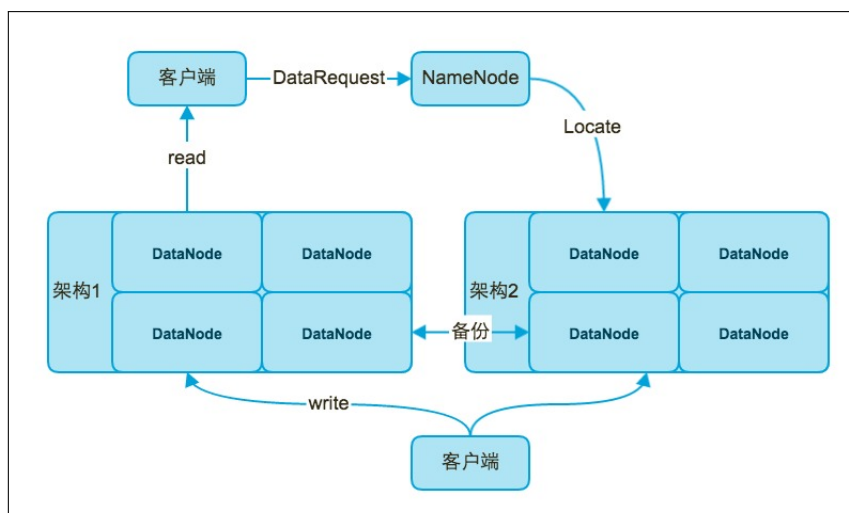 客户端
DataRequest
NameNode
Locate
read
架构1
DataNode
DataNode
DataNode
DataNode
备份
架构2
DataNode
DataNode
DataNode
DataNode
write
客户端